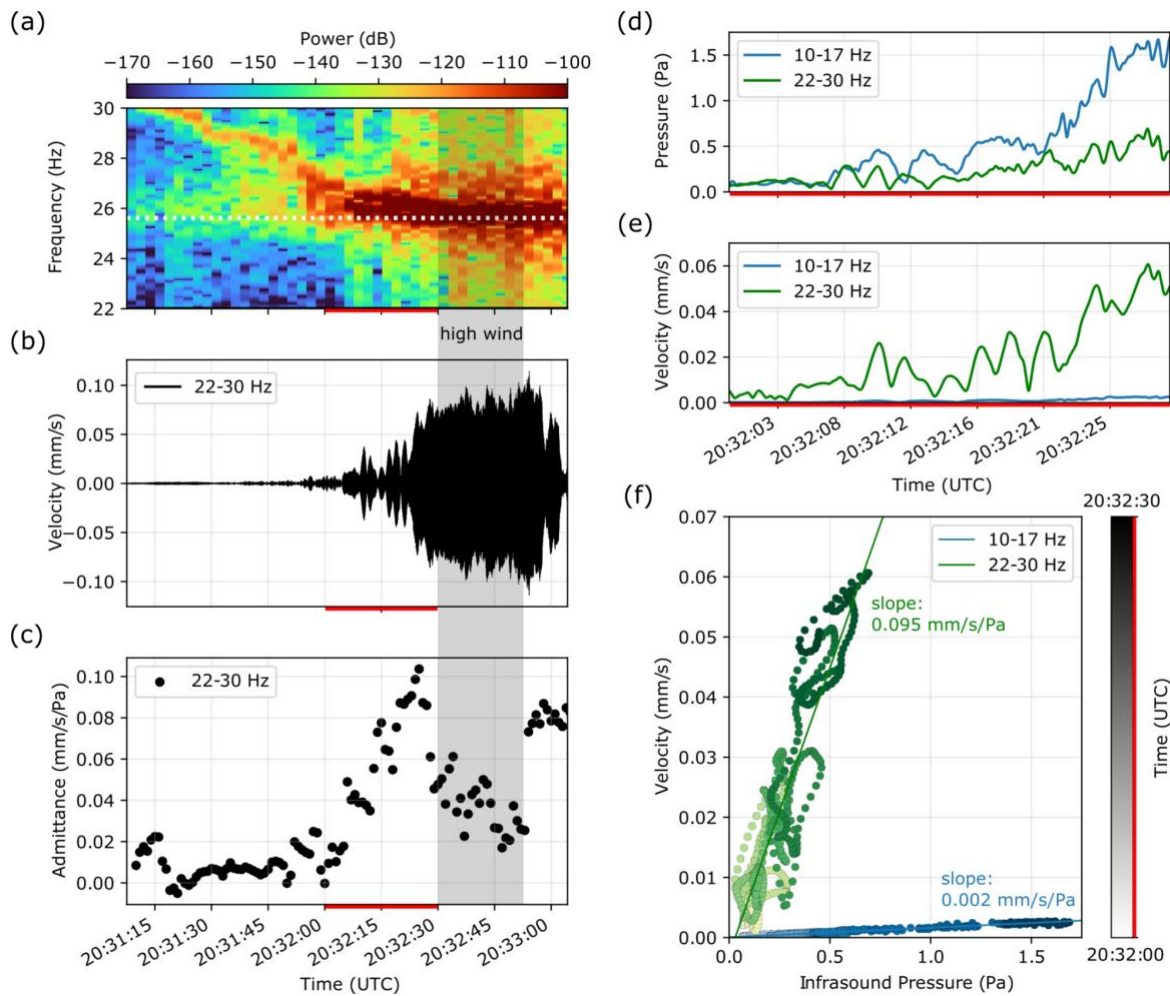 (a)
Power (dB)
−170 −160 −150 −140 −130 −120 −110 −100
30
28
26
24
22
Frequency (Hz)
high wind
(b)
22-30 Hz
0.10
0.05
0.00
−0.05
−0.10
Velocity (mm/s)
(c)
22-30 Hz
0.10
0.08
0.06
0.04
0.02
0.00
Admittance (mm/s/Pa)
20:31:15 20:31:30 20:31:45 20:32:00 20:32:15 20:32:30 20:32:45 20:33:00
Time (UTC)
(d)
10-17 Hz
22-30 Hz
1.5
1.0
0.5
0.0
Pressure (Pa)
(e)
10-17 Hz
22-30 Hz
0.06
0.04
0.02
0.00
Velocity (mm/s)
20:32:03 20:32:08 20:32:12 20:32:16 20:32:21 20:32:25
Time (UTC)
(f)
10-17 Hz
22-30 Hz
slope:
0.095 mm/s/Pa
slope:
0.002 mm/s/Pa
0.07
0.06
0.05
0.04
0.03
0.02
0.01
0.00
Velocity (mm/s)
0.0 0.5 1.0 1.5
Infrasound Pressure (Pa)
20:32:30
Time (UTC)
20:32:00